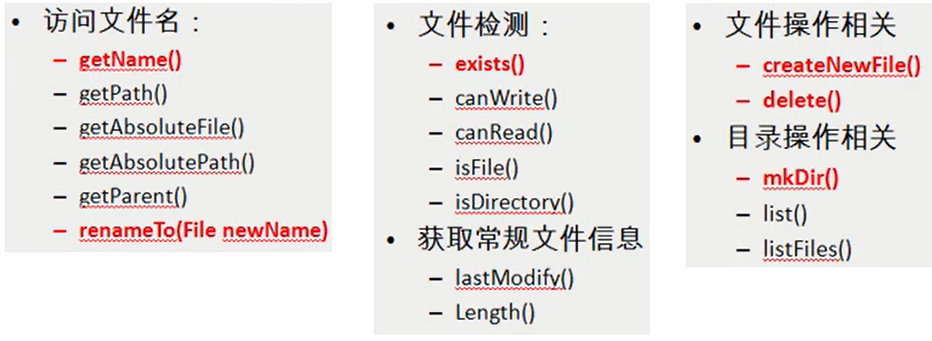 • 访问文件名：
– getName()
– getPath()
– getAbsoluteFile()
– getAbsolutePath()
– getParent()
– renameTo(File newName)
• 文件检测：
– exists()
– canWrite()
– canRead()
– isFile()
– isDirectory()
• 获取常规文件信息
– lastModify()
– Length()
• 文件操作相关
– createNewFile()
– delete()
• 目录操作相关
– mkDir()
– list()
– listFiles()